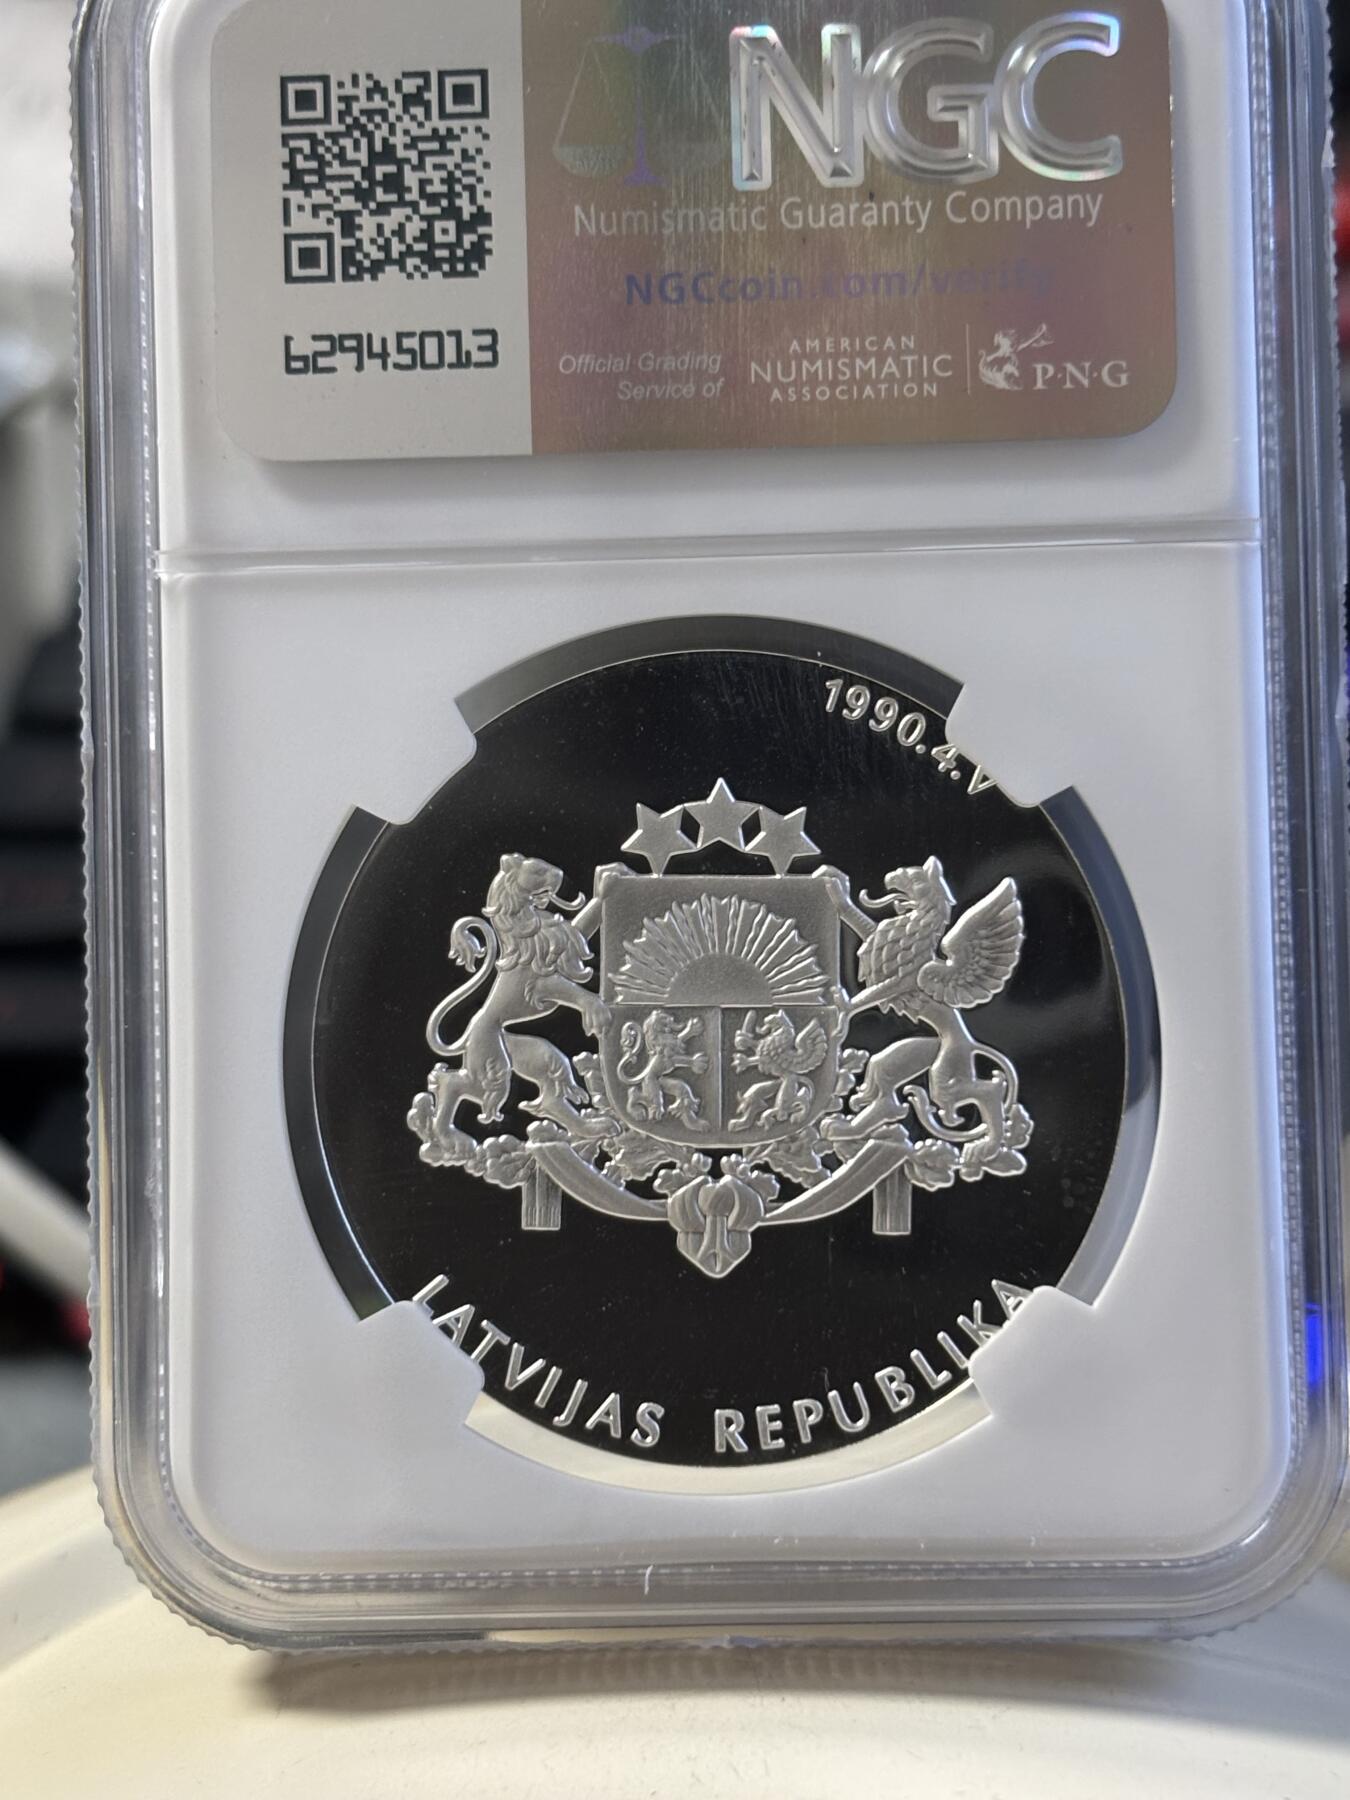 NGC
Numismatic Guaranty Company
NGCcoin.com/verify
62945013
Official Grading
Service of
AMERICAN
NUMISMATIC
ASSOCIATION
P·N·G
1990.4.V
LATVIJAS REPUBLIKA